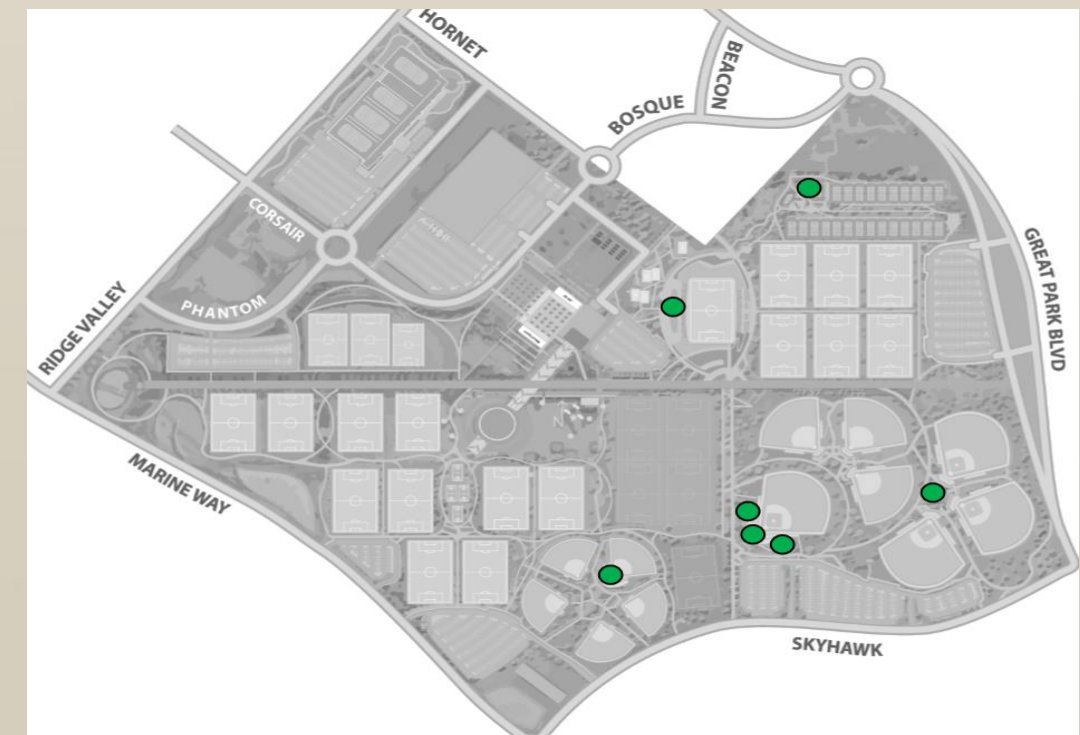 HORNET
BEACON
BOSQUE
CORSAIR
GREAT PARK BLVD
PHANTOM
RIDGE VALLEY
MARINE WAY
SKYHAWK